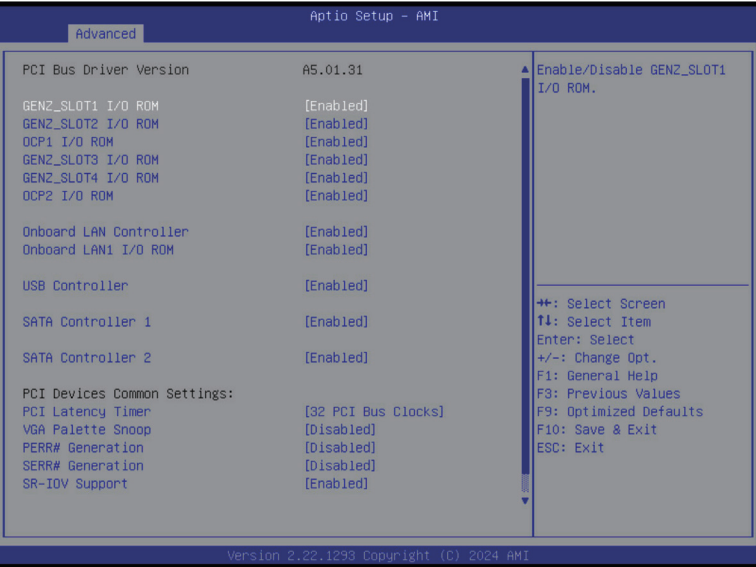 Aptio Setup – AMI
Advanced
PCI Bus Driver Version A5.01.31
GENZ_SLOT1 I/O ROM [Enabled]
GENZ_SLOT2 I/O ROM [Enabled]
OCP1 I/O ROM [Enabled]
GENZ_SLOT3 I/O ROM [Enabled]
GENZ_SLOT4 I/O ROM [Enabled]
OCP2 I/O ROM [Enabled]
Onboard LAN Controller [Enabled]
Onboard LAN1 I/O ROM [Enabled]
USB Controller [Enabled]
SATA Controller 1 [Enabled]
SATA Controller 2 [Enabled]
PCI Devices Common Settings:
PCI Latency Timer [32 PCI Bus Clocks]
VGA Palette Snoop [Disabled]
PERR# Generation [Disabled]
SERR# Generation [Disabled]
SR-IOV Support [Enabled]
Enable/Disable GENZ_SLOT1
I/O ROM.
→←: Select Screen
↑↓: Select Item
Enter: Select
+/-: Change Opt.
F1: General Help
F3: Previous Values
F9: Optimized Defaults
F10: Save & Exit
ESC: Exit
Version 2.22.1293 Copyright (C) 2024 AMI